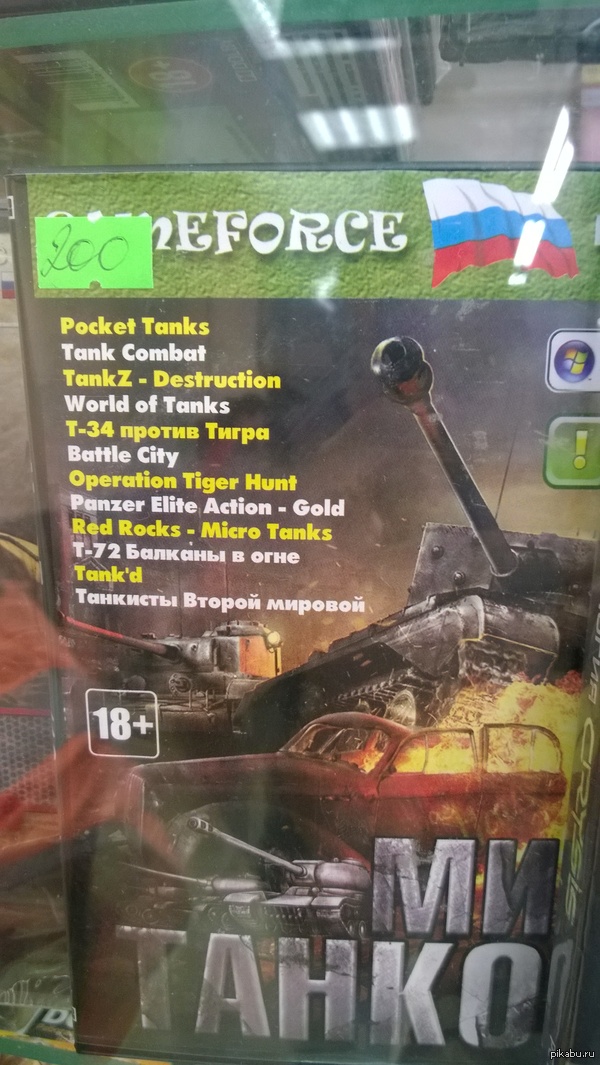 200
GAMEFORCE
Pocket Tanks
Tank Combat
TankZ - Destruction
World of Tanks
Т-34 против Тигра
Battle City
Operation Tiger Hunt
Panzer Elite Action - Gold
Red Rocks - Micro Tanks
Т-72 Балканы в огне
Tank'd
Танкисты Второй мировой
18+
МИ
ТАНКО
pikabu.ru